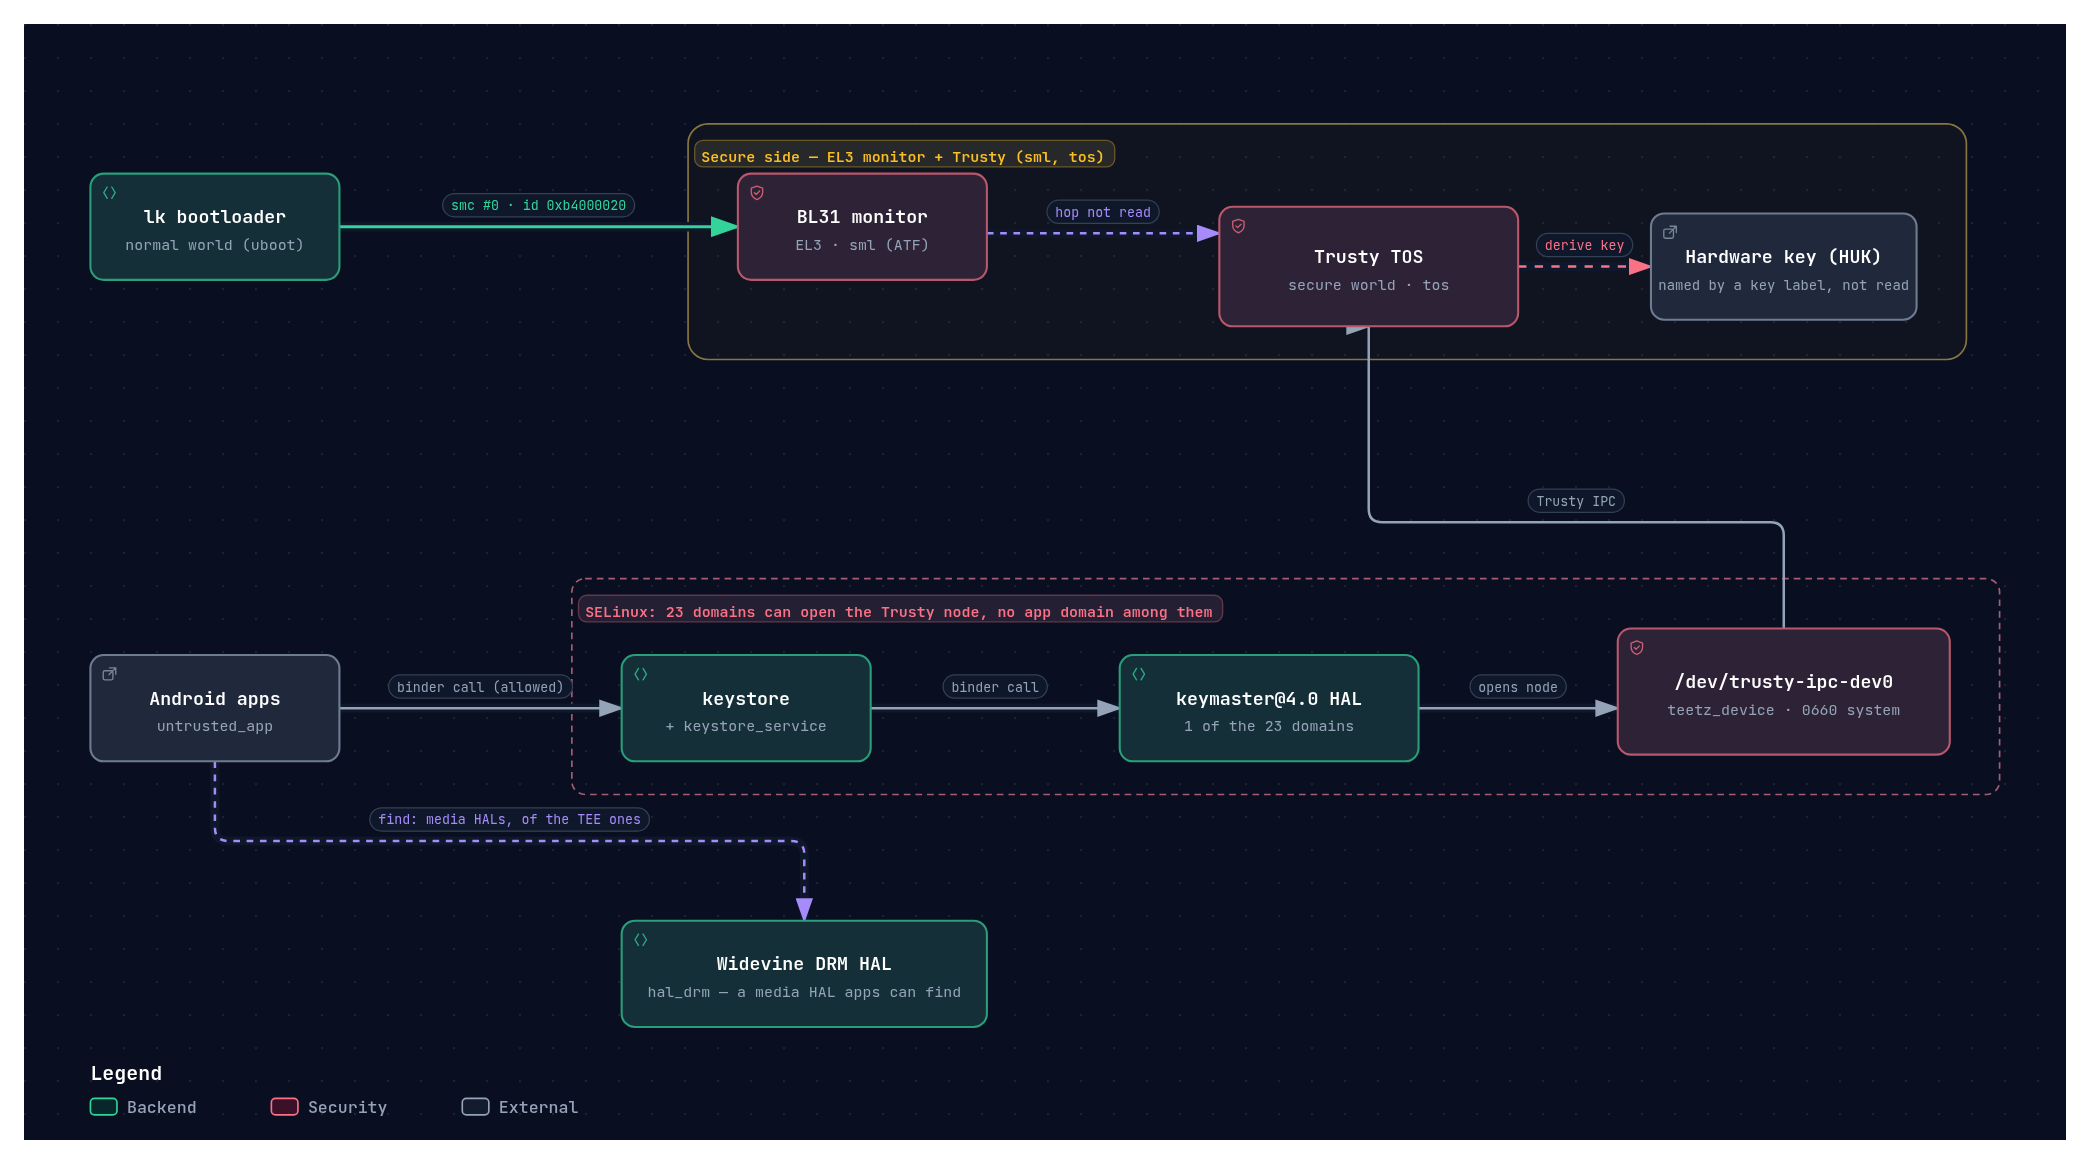 Secure side — EL3 monitor + Trusty (sml, tos)
lk bootloader
normal world (uboot)
smc #0 · id 0xb4000020
BL31 monitor
EL3 · sml (ATF)
hop not read
Trusty TOS
secure world · tos
derive key
Hardware key (HUK)
named by a key label, not read
Trusty IPC
SELinux: 23 domains can open the Trusty node, no app domain among them
Android apps
untrusted_app
binder call (allowed)
keystore
+ keystore_service
binder call
keymaster@4.0 HAL
1 of the 23 domains
opens node
/dev/trusty-ipc-dev0
teetz_device · 0660 system
find: media HALs, of the TEE ones
Widevine DRM HAL
hal_drm — a media HAL apps can find
Legend
Backend
Security
External